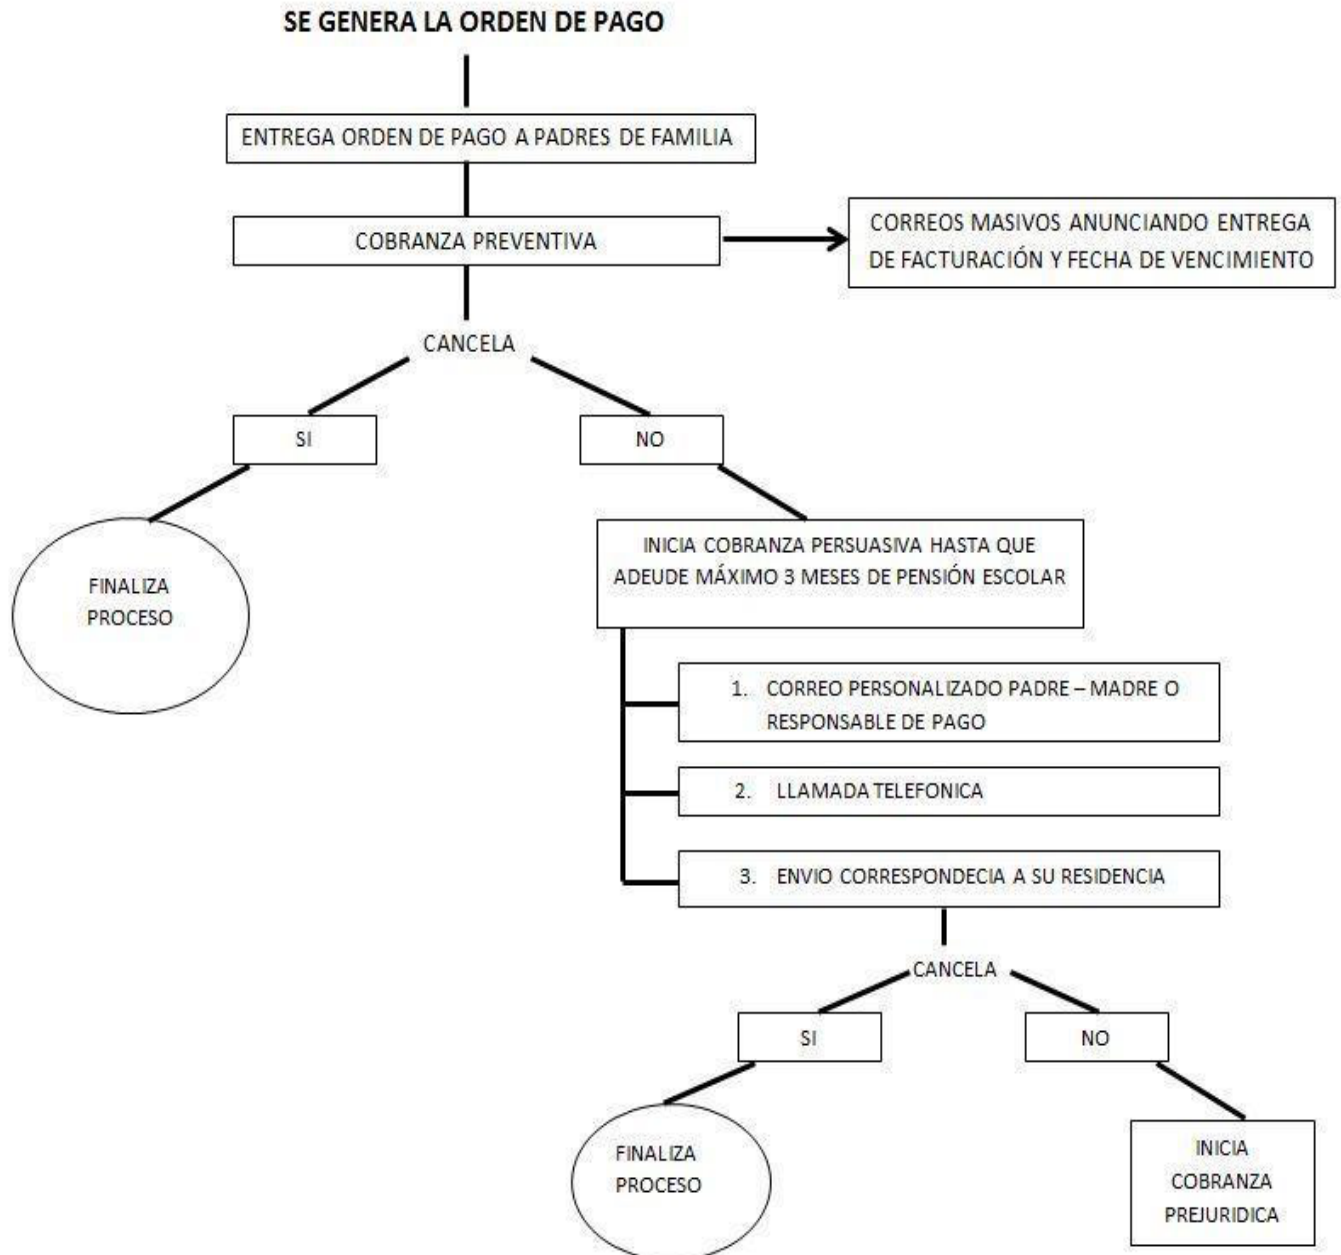 SE GENERA LA ORDEN DE PAGO
ENTREGA ORDEN DE PAGO A PADRES DE FAMILIA
COBRANZA PREVENTIVA
CORREOS MASIVOS ANUNCIANDO ENTREGA
DE FACTURACIÓN Y FECHA DE VENCIMIENTO
CANCELA
SI
NO
FINALIZA
PROCESO
INICIA COBRANZA PERSUASIVA HASTA QUE
ADEUDE MÁXIMO 3 MESES DE PENSIÓN ESCOLAR
1. CORREO PERSONALIZADO PADRE – MADRE O
RESPONSABLE DE PAGO
2. LLAMADA TELEFONICA
3. ENVIO CORRESPONDECIA A SU RESIDENCIA
CANCELA
SI
NO
FINALIZA
PROCESO
INICIA
COBRANZA
PREJURIDICA